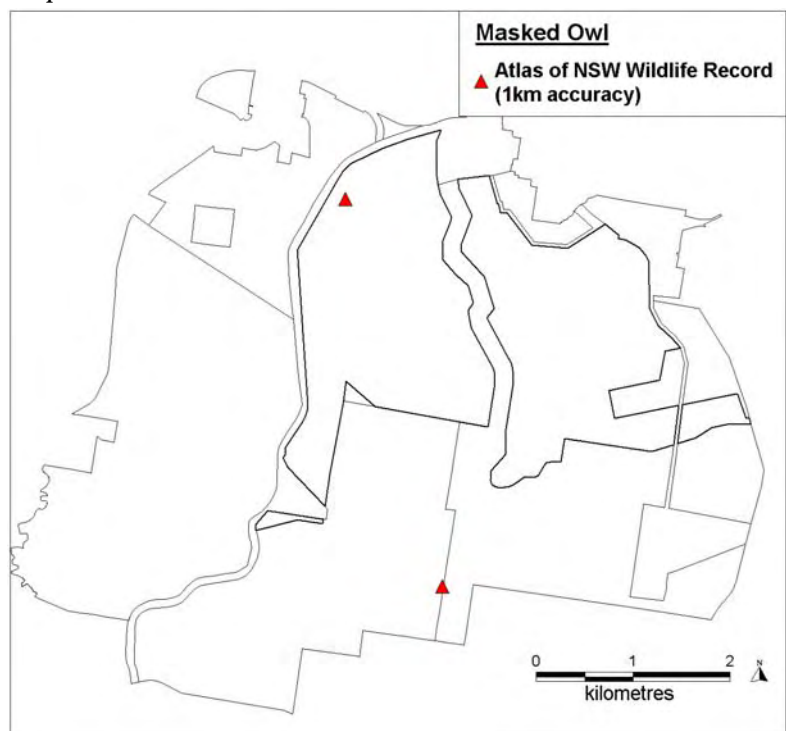 Masked Owl
Atlas of NSW Wildlife Record
(1km accuracy)
0 1 2
kilometres
N